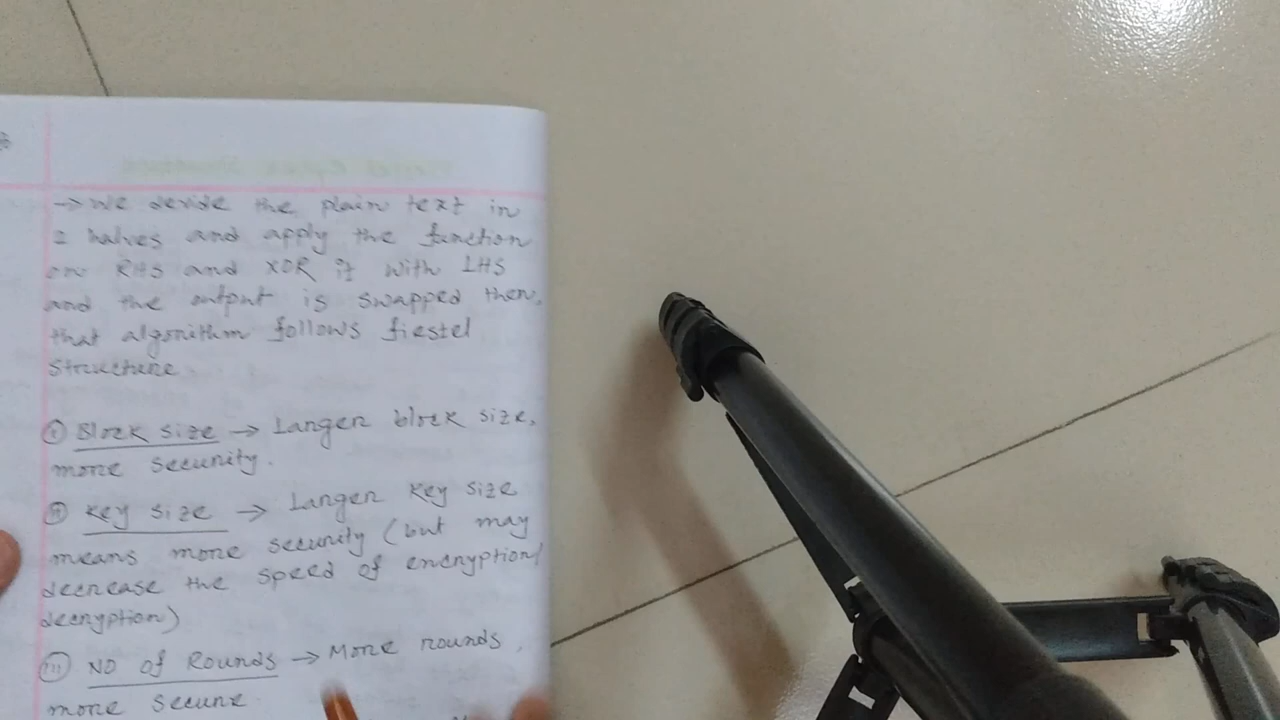 → We devide the plain text in
2 halves and apply the function
on RHS and XOR it with LHS
and the output is swapped then,
that algorithm follows fiestel
structure
(i) Block size → Larger block size,
more security.
(ii) Key size → Larger key size
means more security (but may
decrease the speed of encryption/
decryption)
(iii) NO of Rounds → More rounds,
more secure